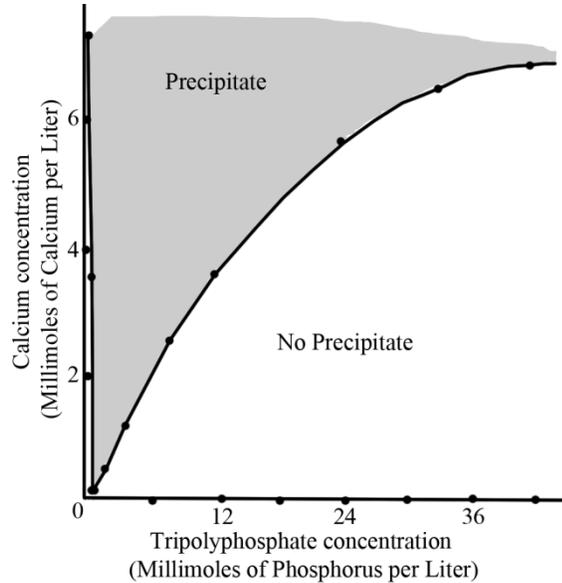 Precipitate
6
Calcium concentration
(Millimoles of Calcium per Liter)
4
No Precipitate
2
0
12
24
36
Tripolyphosphate concentration
(Millimoles of Phosphorus per Liter)